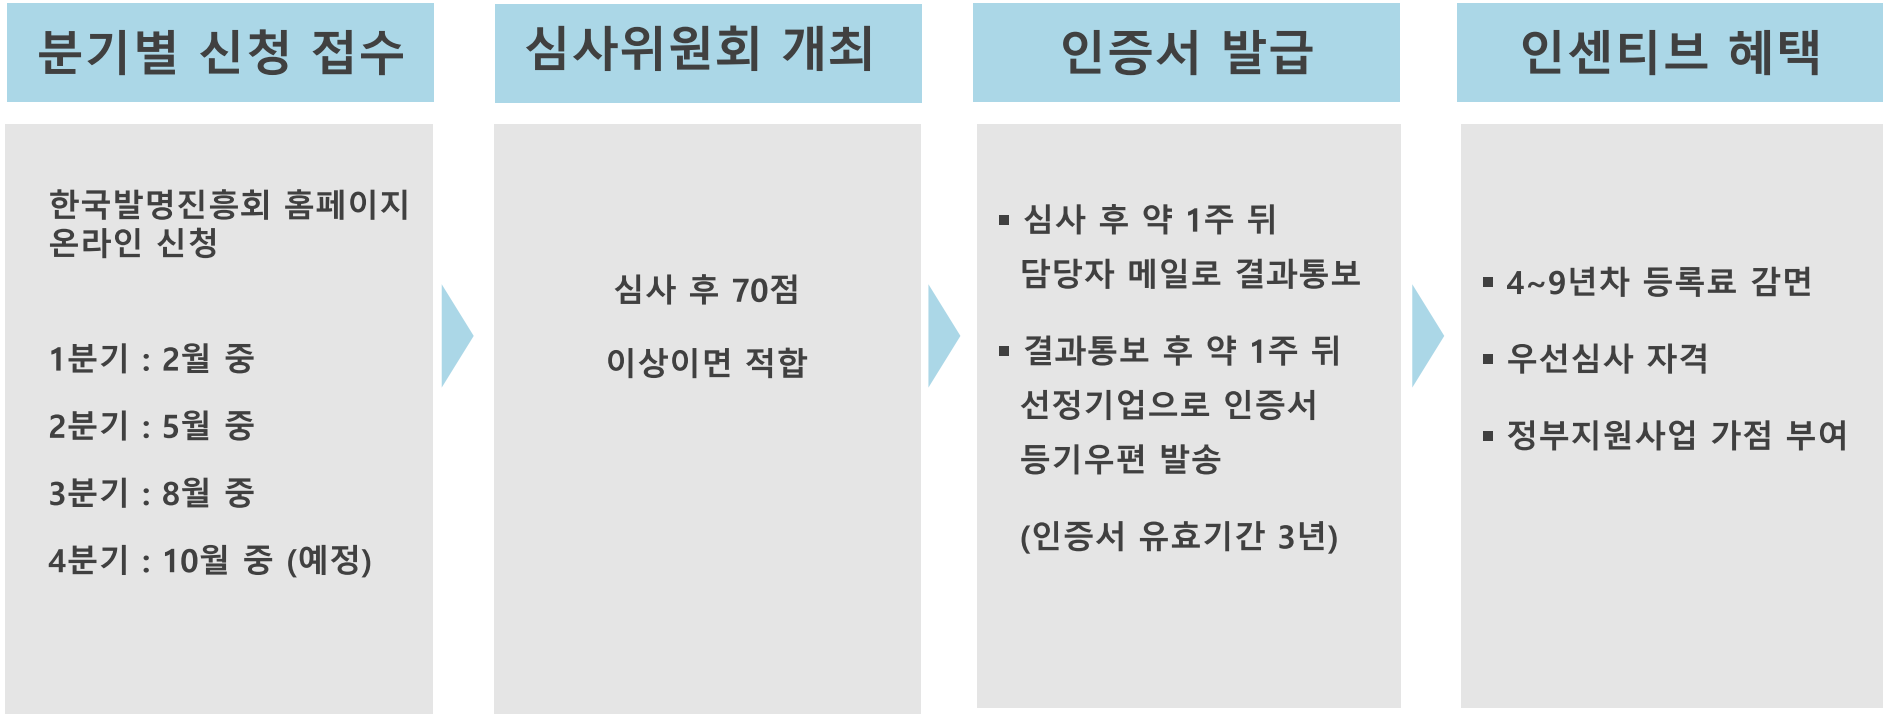 분기별 신청 접수
한국발명진흥회 홈페이지
온라인 신청
1분기 : 2월 중
2분기 : 5월 중
3분기 : 8월 중
4분기 : 10월 중 (예정)
심사위원회 개최
심사 후 70점
이상이면 적합
인증서 발급
▪ 심사 후 약 1주 뒤
담당자 메일로 결과통보
▪ 결과통보 후 약 1주 뒤
선정기업으로 인증서
등기우편 발송
(인증서 유효기간 3년)
인센티브 혜택
▪ 4~9년차 등록료 감면
▪ 우선심사 자격
▪ 정부지원사업 가점 부여